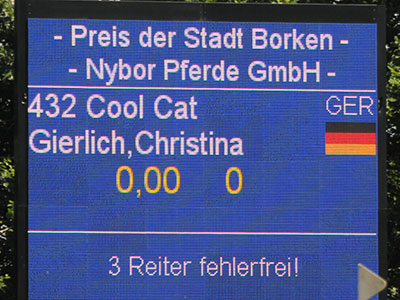 - Preis der Stadt Borken -
- Nybor Pferde GmbH -
432 Cool Cat GER
Gierlich,Christina
0,00 0
3 Reiter fehlerfrei!